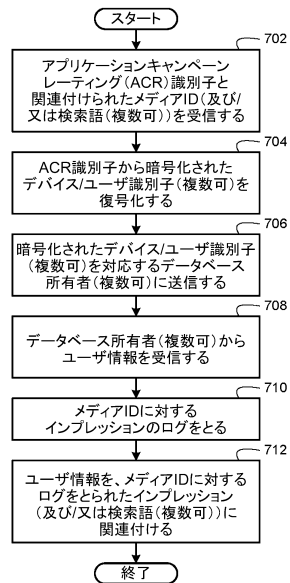 スタート
702
アプリケーションキャンペーン
レーティング(ACR)識別子と
関連付けられたメディアID(及び/
又は検索語(複数可))を受信する
704
ACR識別子から暗号化された
デバイス/ユーザ識別子(複数可)を
復号化する
706
暗号化されたデバイス/ユーザ識別子
(複数可)を対応するデータベース
所有者(複数可)に送信する
708
データベース所有者(複数可)から
ユーザ情報を受信する
710
メディアIDに対する
インプレッションのログをとる
712
ユーザ情報を、メディアIDに対する
ログをとられたインプレッション
(及び/又は検索語(複数可))に
関連付ける
終了